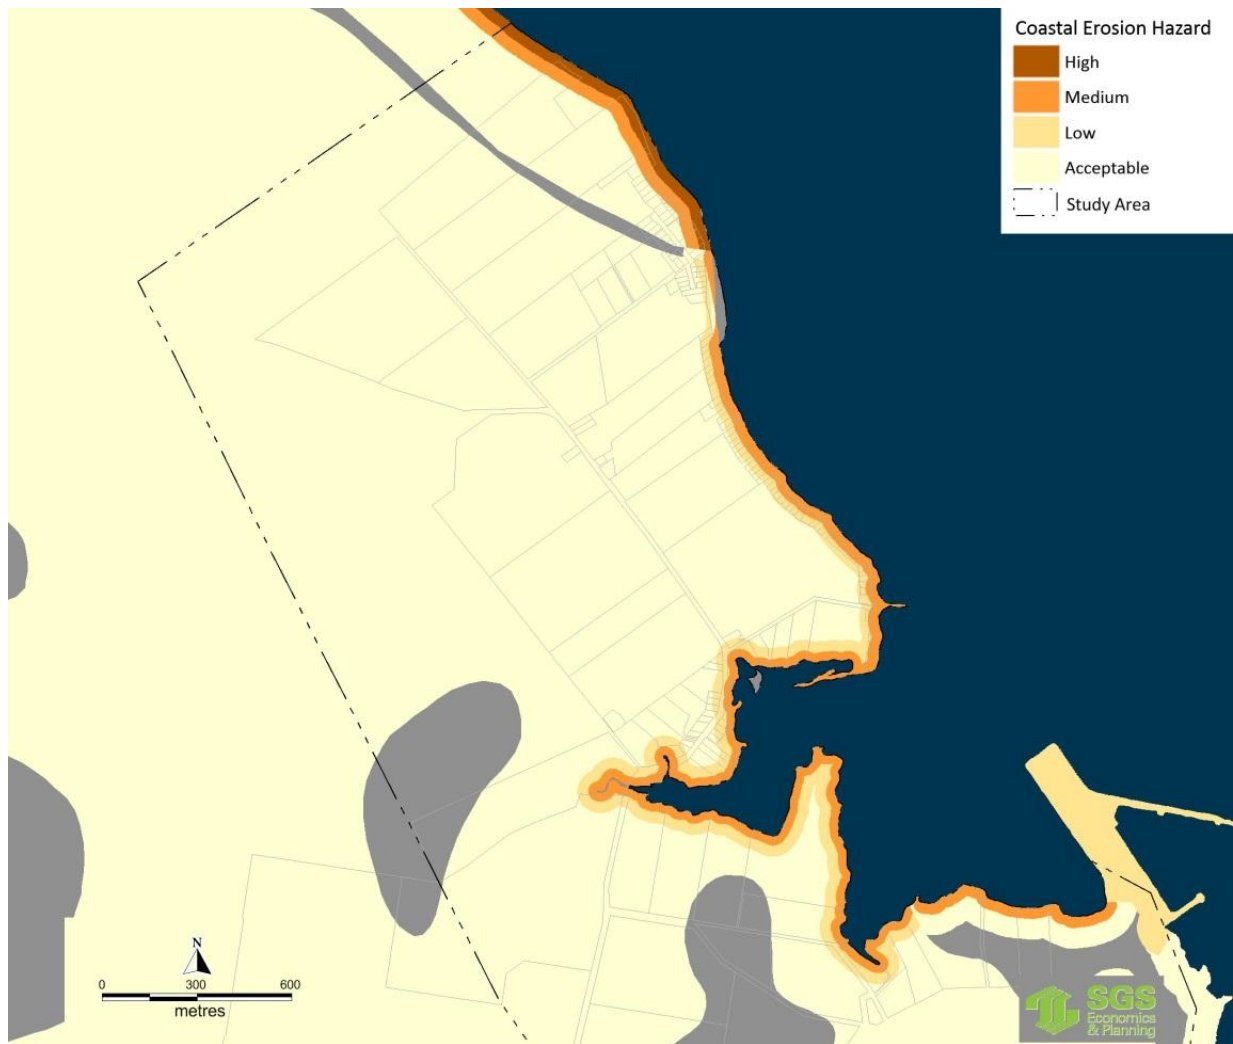 Coastal Erosion Hazard
High
Medium
Low
Acceptable
Study Area
N
0 300 600
metres
SGS
Economics
& Planning